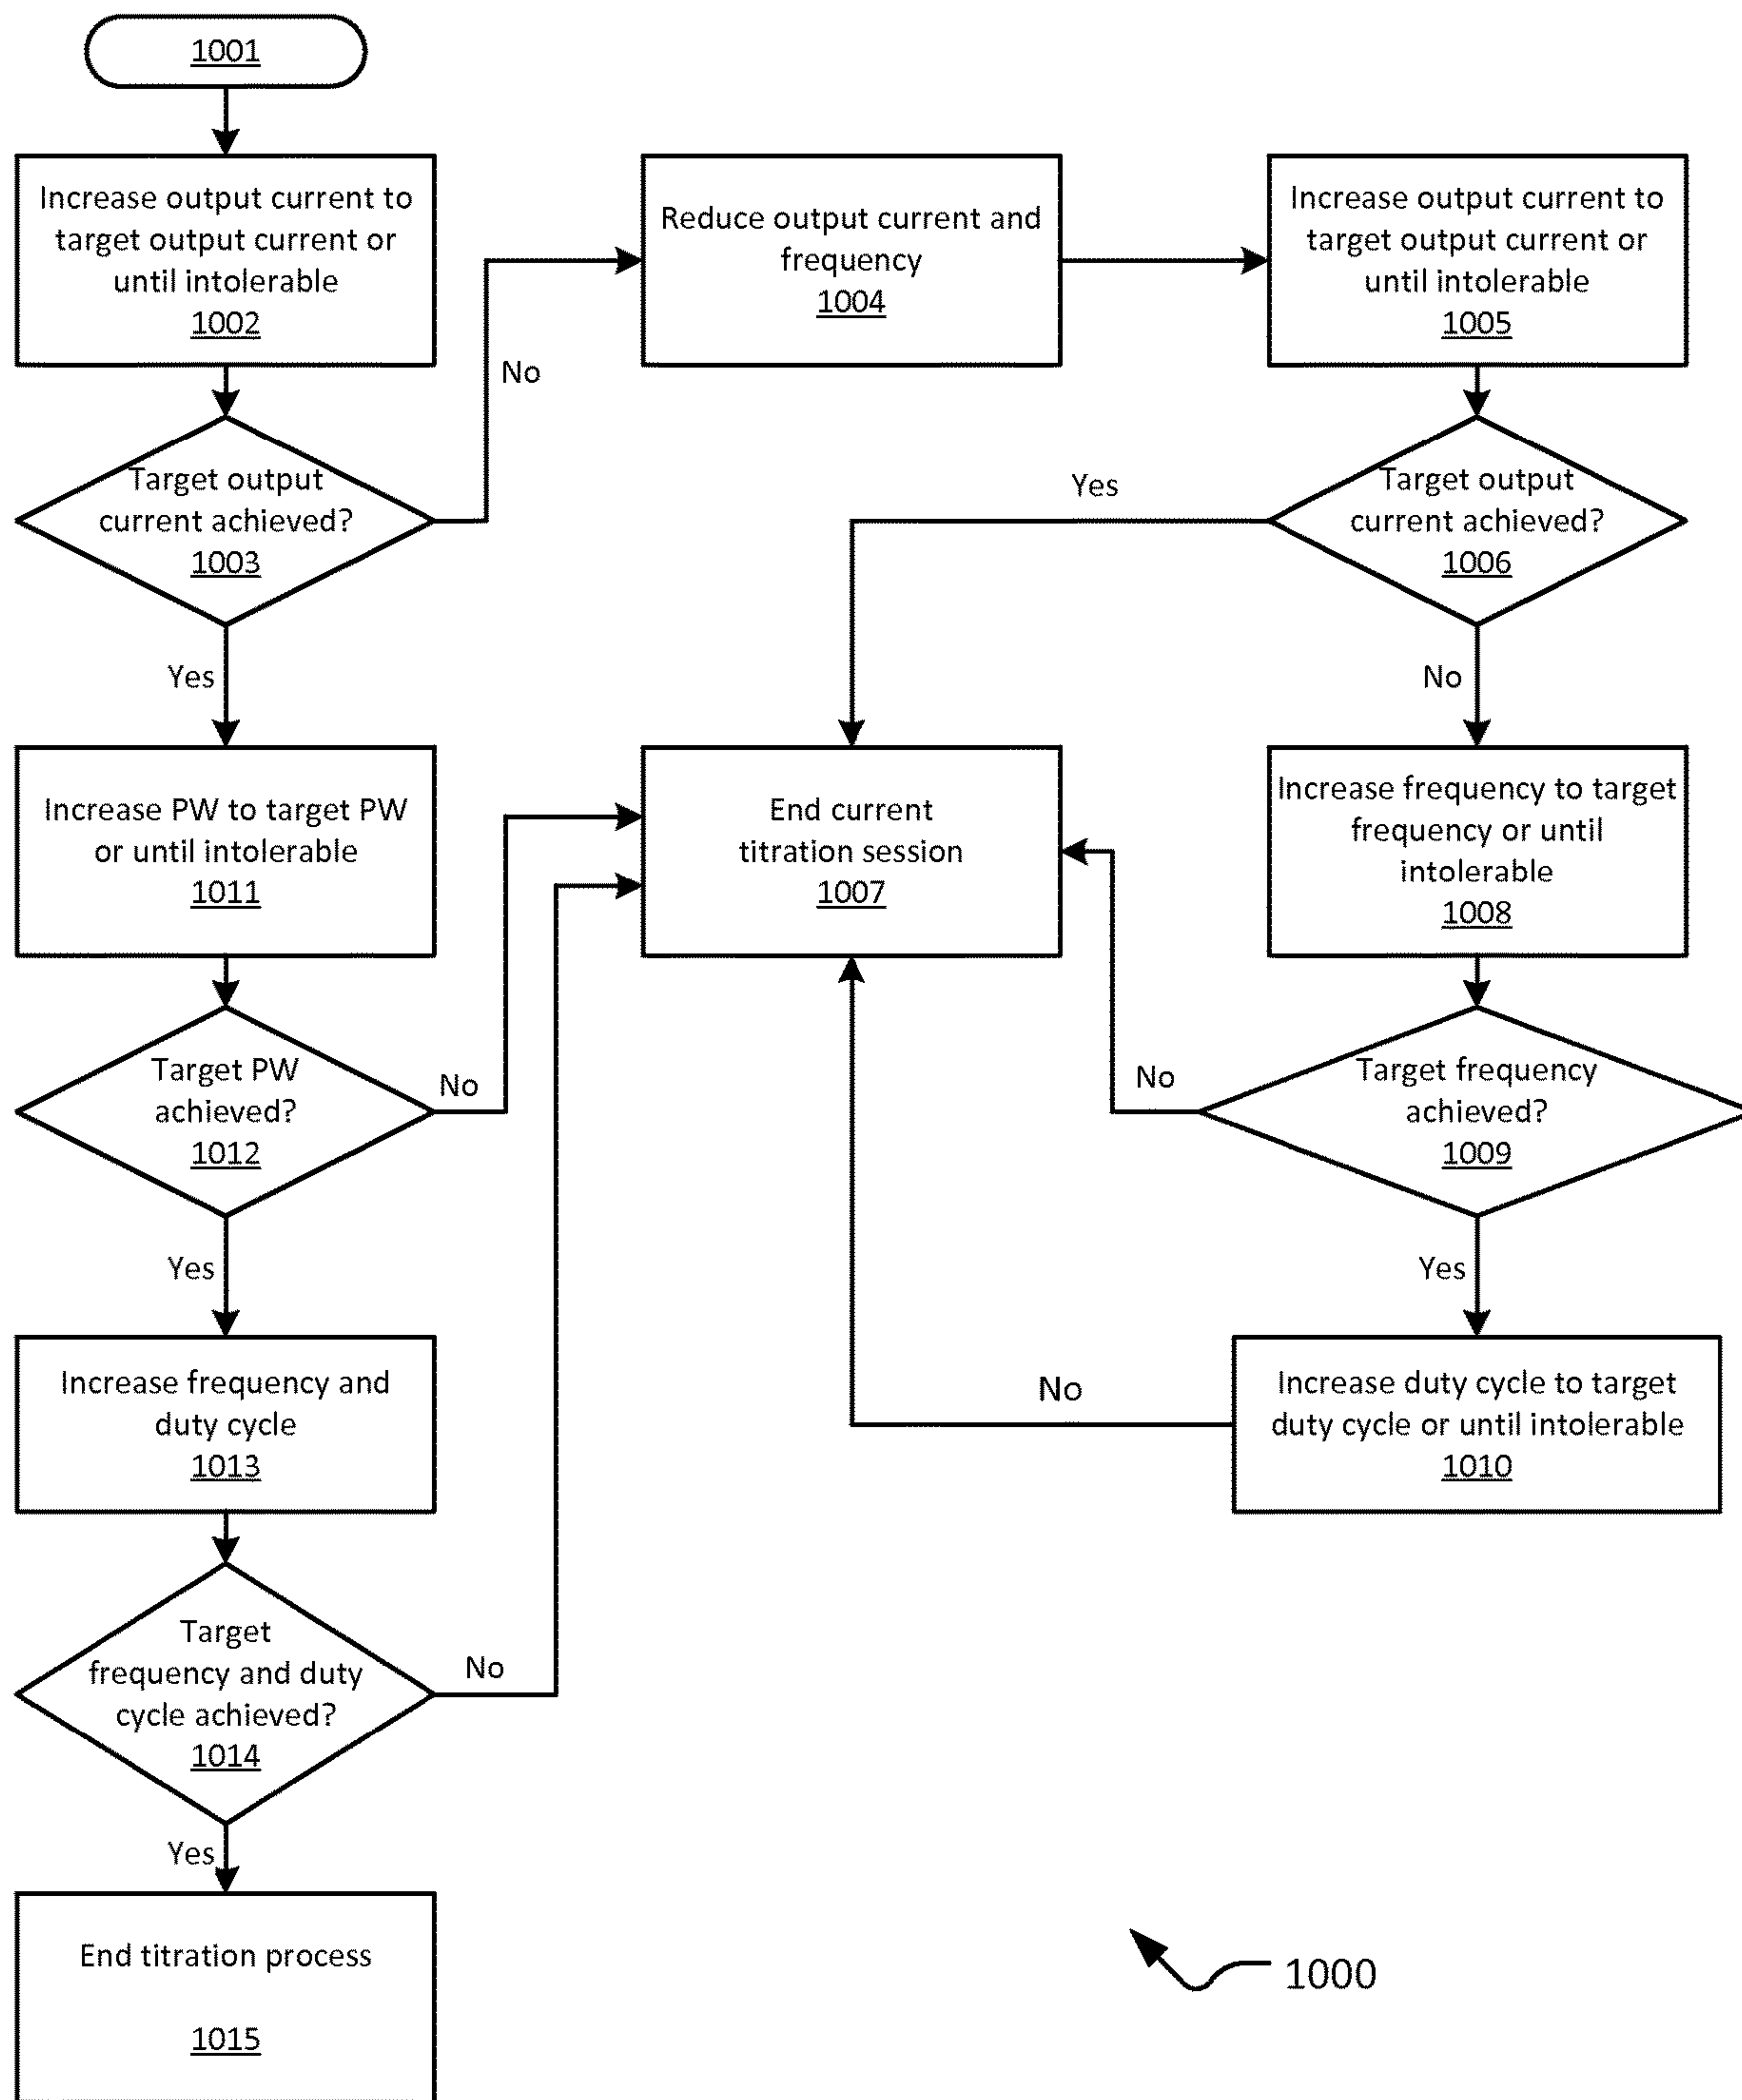 1001
Increase output current to
target output current or
until intolerable
1002
Reduce output current and
frequency
1004
Increase output current to
target output current or
until intolerable
1005
No
Target output
current achieved?
1003
Yes
Target output
current achieved?
1006
Yes
No
Increase PW to target PW
or until intolerable
1011
End current
titration session
1007
Increase frequency to target
frequency or until
intolerable
1008
Target PW
achieved?
1012
No
No
Target frequency
achieved?
1009
Yes
Yes
Increase frequency and
duty cycle
1013
No
Increase duty cycle to target
duty cycle or until intolerable
1010
Target
frequency and duty
cycle achieved?
1014
No
Yes
End titration process
1015
1000